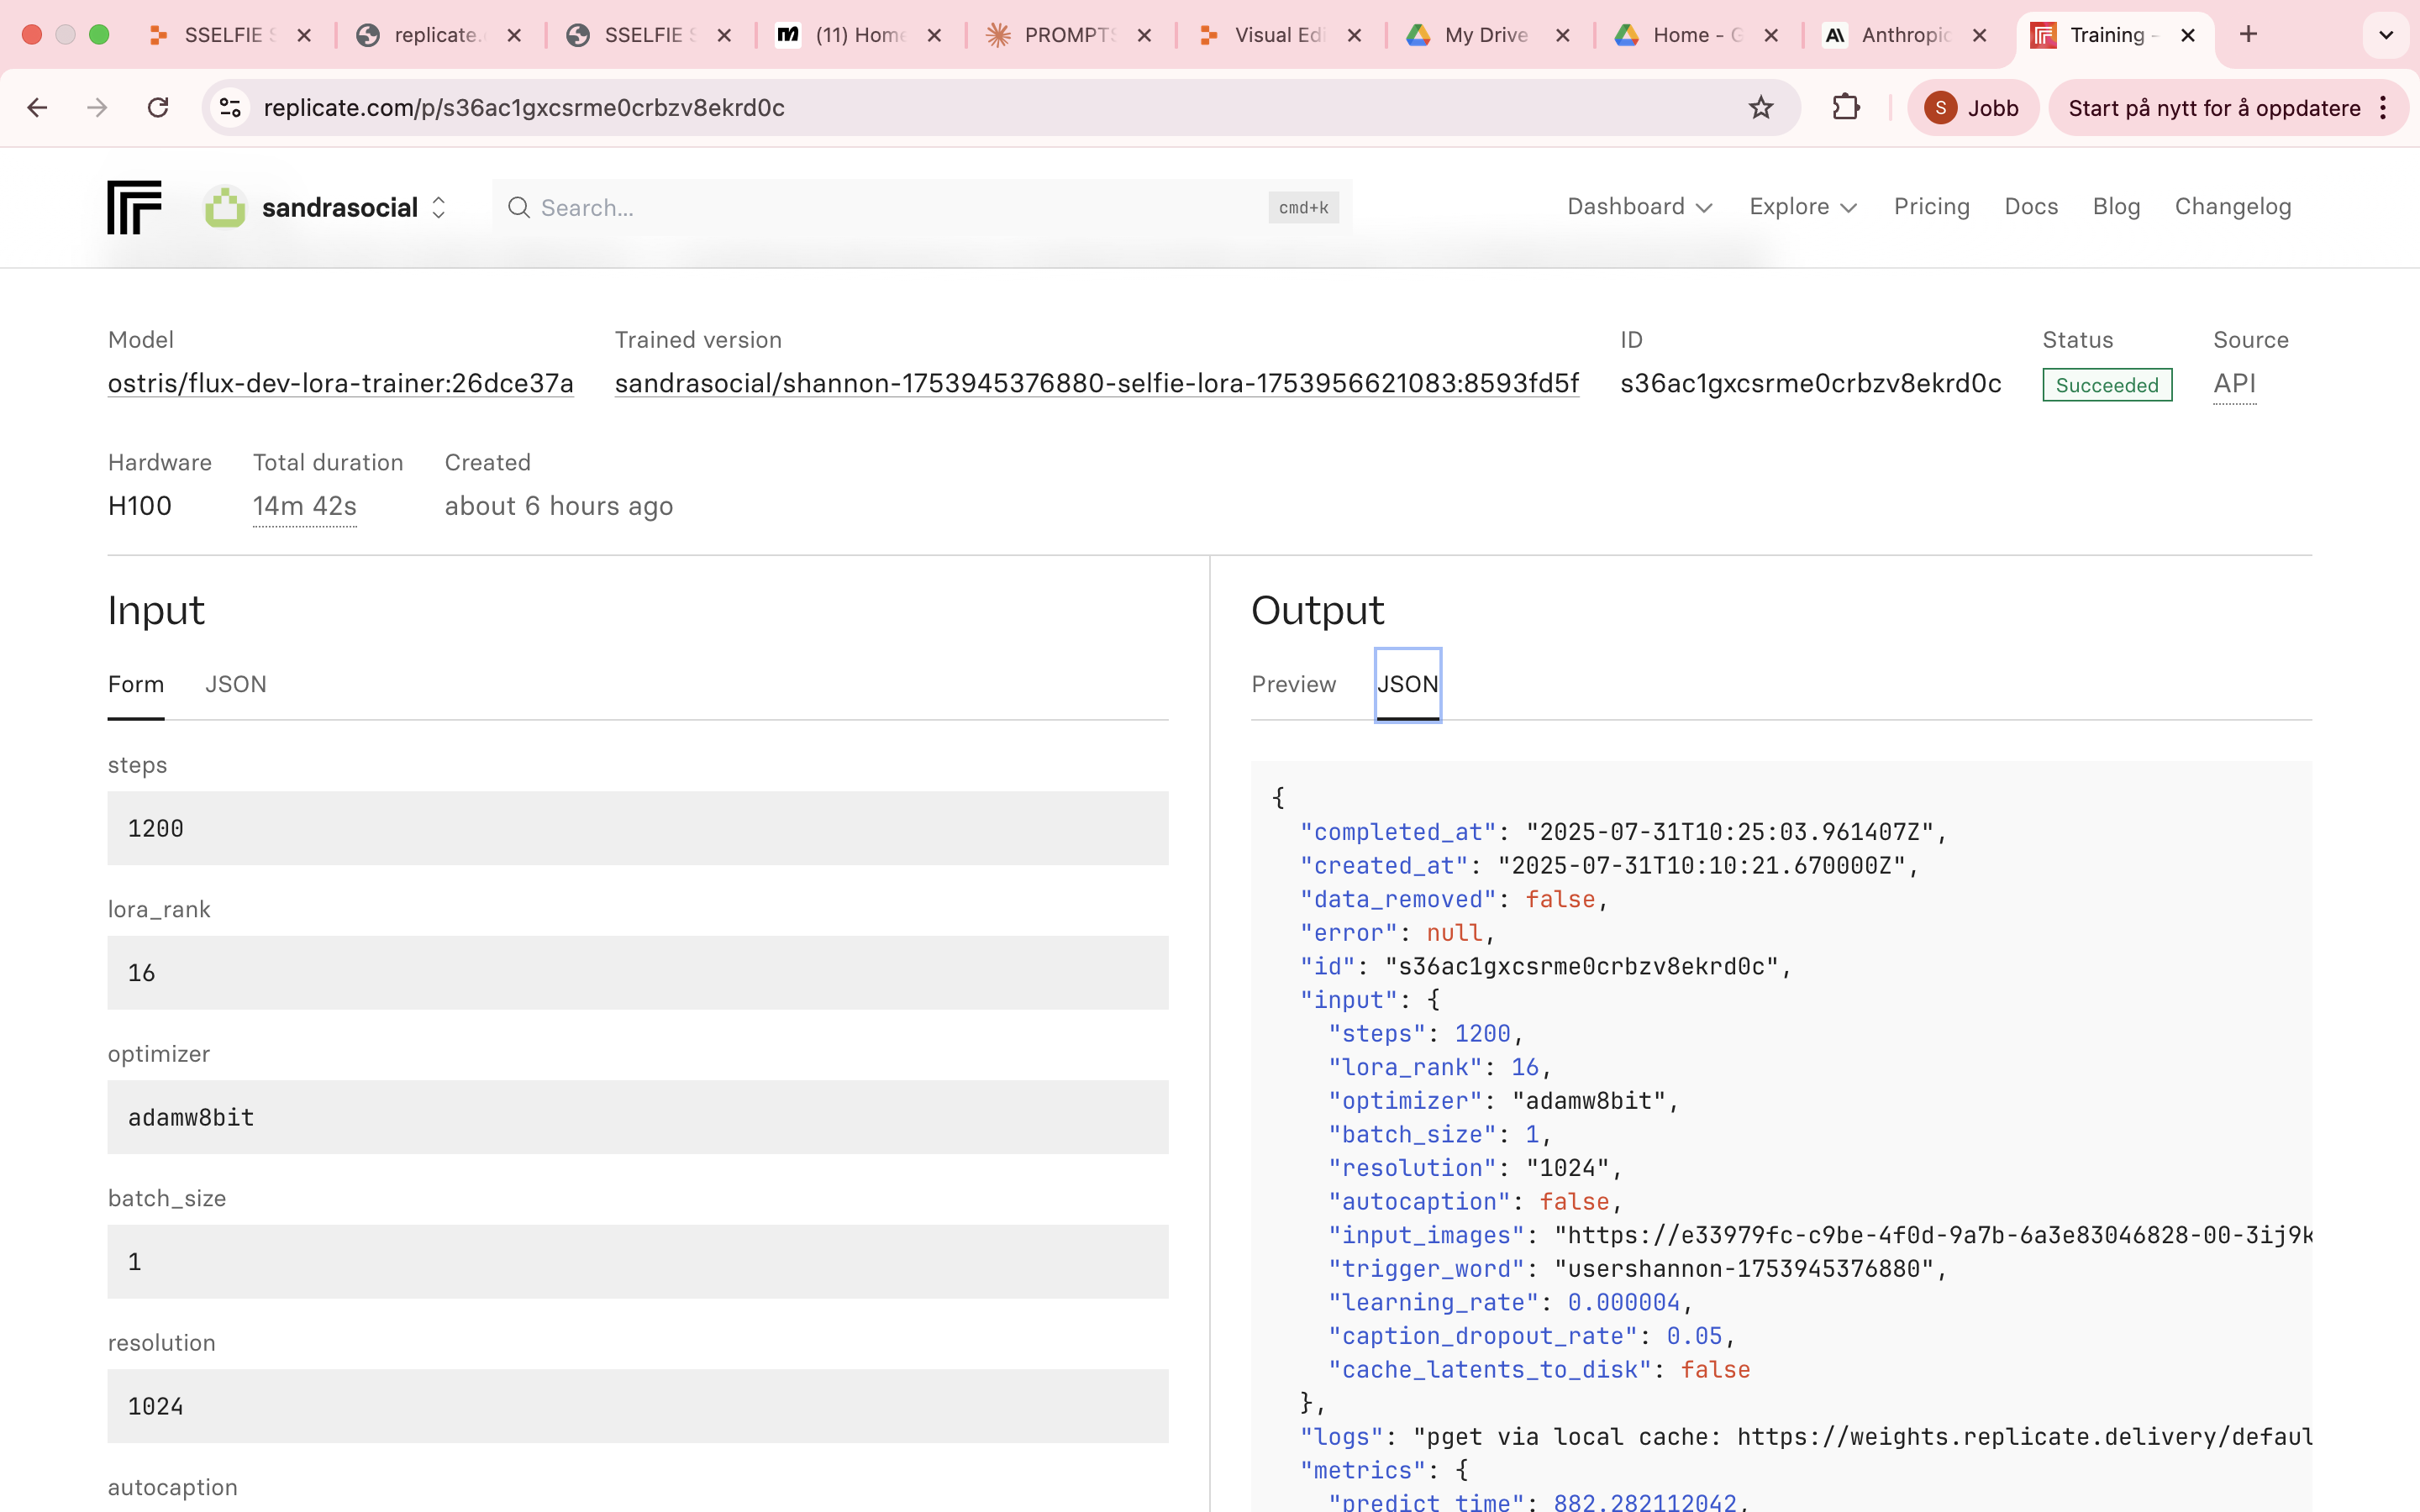 SSELFIE
replicate.
SSELFIE
(11) Home
PROMPTS
Visual Edi
My Drive
Home - G
Anthropic
Training -
replicate.com/p/s36ac1gxcsrme0crbzv8ekrd0c
S Jobb
Start på nytt for å oppdatere
sandrasocial
Search...
cmd+k
Dashboard
Explore
Pricing
Docs
Blog
Changelog
Model
ostris/flux-dev-lora-trainer:26dce37a
Trained version
sandrasocial/shannon-1753945376880-selfie-lora-1753956621083:8593fd5f
ID
s36ac1gxcsrme0crbzv8ekrd0c
Status
Succeeded
Source
API
Hardware
H100
Total duration
14m 42s
Created
about 6 hours ago
Input
Form
JSON
steps
1200
lora_rank
16
optimizer
adamw8bit
batch_size
1
resolution
1024
autocaption
Output
Preview
JSON
{
"completed_at": "2025-07-31T10:25:03.961407Z",
"created_at": "2025-07-31T10:10:21.670000Z",
"data_removed": false,
"error": null,
"id": "s36ac1gxcsrme0crbzv8ekrd0c",
"input": {
"steps": 1200,
"lora_rank": 16,
"optimizer": "adamw8bit",
"batch_size": 1,
"resolution": "1024",
"autocaption": false,
"input_images": "https://e33979fc-c9be-4f0d-9a7b-6a3e83046828-00-3ij9k
"trigger_word": "usershannon-1753945376880",
"learning_rate": 0.000004,
"caption_dropout_rate": 0.05,
"cache_latents_to_disk": false
},
"logs": "pget via local cache: https://weights.replicate.delivery/defaul
"metrics": {
"predict_time": 882.282112042,